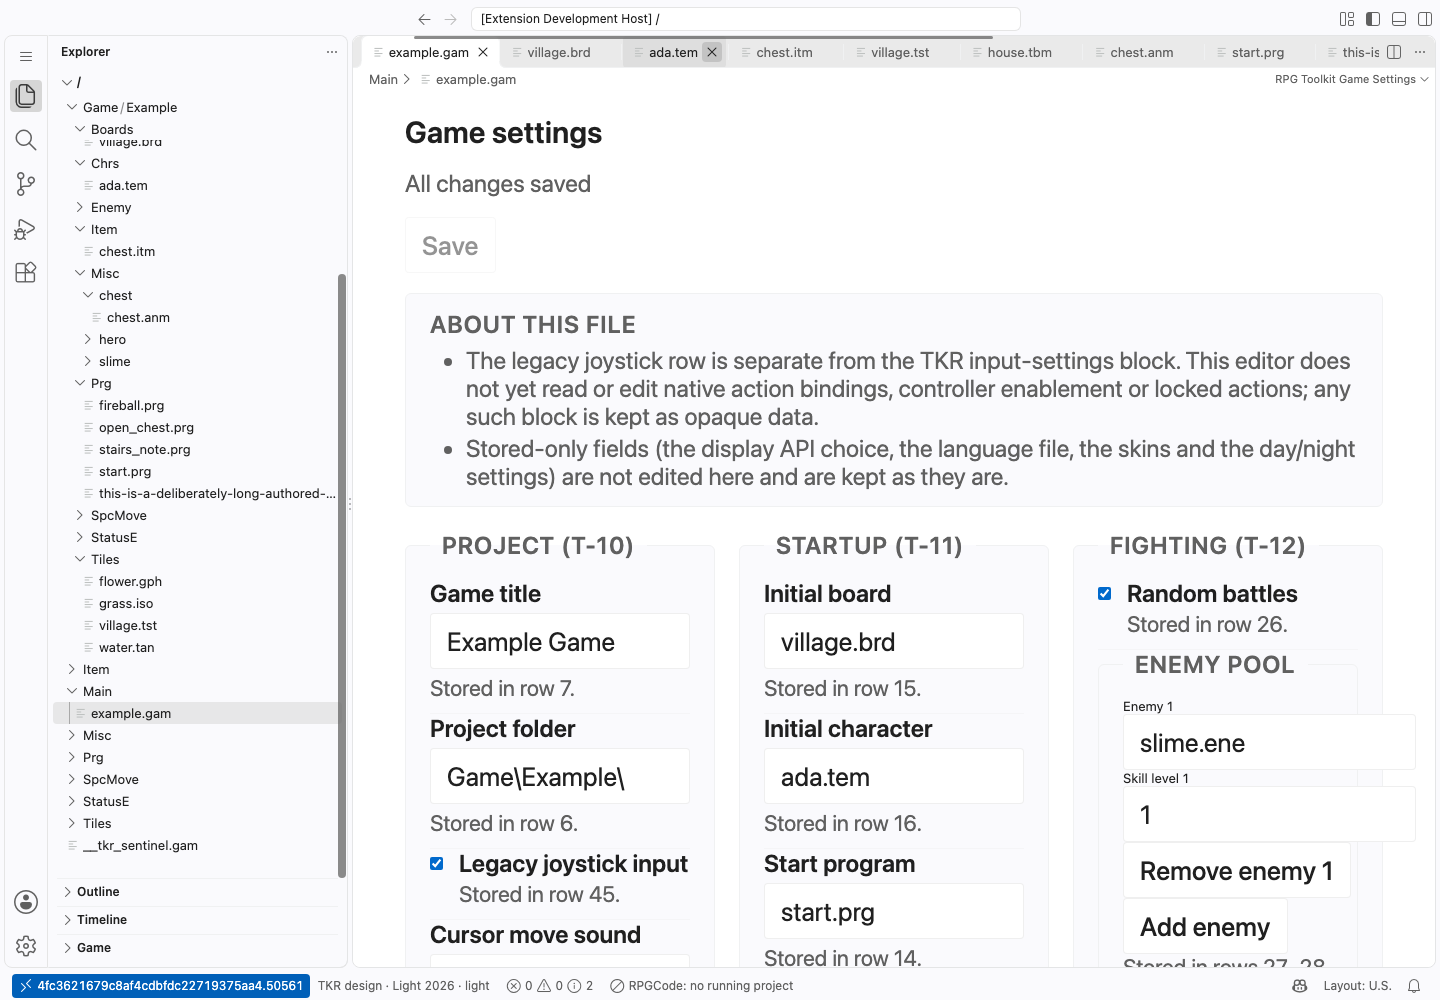 [Extension Development Host] /
Explorer
example.gam
village.brd
ada.tem
chest.itm
village.tst
house.tbm
chest.anm
start.prg
this-is
Main
example.gam
RPG Toolkit Game Settings
/
Game/Example
Boards
village.brd
Chrs
ada.tem
Enemy
Item
chest.itm
Misc
chest
chest.anm
hero
slime
Prg
fireball.prg
open_chest.prg
stairs_note.prg
start.prg
this-is-a-deliberately-long-authored-...
SpcMove
StatusE
Tiles
flower.gph
grass.iso
village.tst
water.tan
Item
Main
example.gam
Misc
Prg
SpcMove
StatusE
Tiles
__tkr_sentinel.gam
Outline
Timeline
Game
Game settings
All changes saved
Save
ABOUT THIS FILE
The legacy joystick row is separate from the TKR input-settings block. This editor does
not yet read or edit native action bindings, controller enablement or locked actions; any
such block is kept as opaque data.
Stored-only fields (the display API choice, the language file, the skins and the day/night
settings) are not edited here and are kept as they are.
PROJECT (T-10)
Game title
Example Game
Stored in row 7.
Project folder
Game\Example\
Stored in row 6.
Legacy joystick input
Stored in row 45.
Cursor move sound
STARTUP (T-11)
Initial board
village.brd
Stored in row 15.
Initial character
ada.tem
Stored in row 16.
Start program
start.prg
Stored in row 14.
FIGHTING (T-12)
Random battles
Stored in row 26.
ENEMY POOL
Enemy 1
slime.ene
Skill level 1
1
Remove enemy 1
Add enemy
Stored in rows 27–28
4fc3621679c8af4cdbfdc22719375aa4.50561
TKR design · Light 2026 · light
0
0
2
RPGCode: no running project
Layout: U.S.